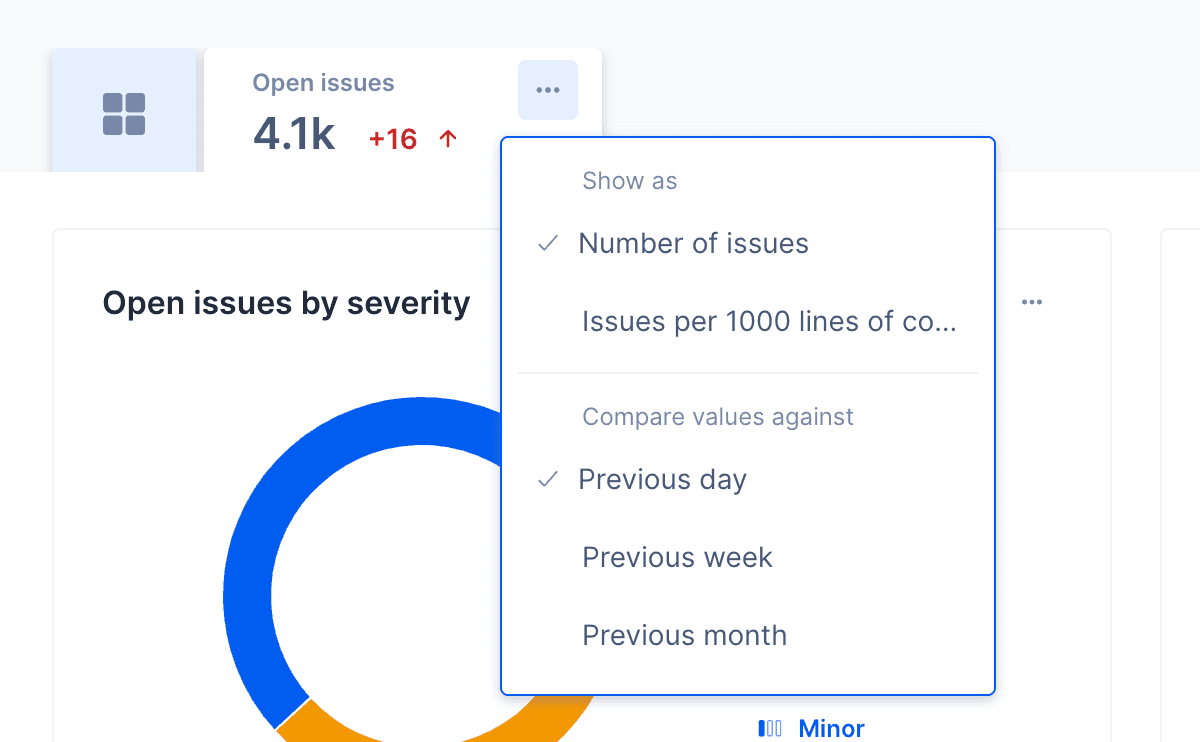 Open issues
4.1k +16
Show as
Number of issues
Open issues by severity
Issues per 1000 lines of co...
Compare values against
Previous day
Previous week
Previous month
Minor